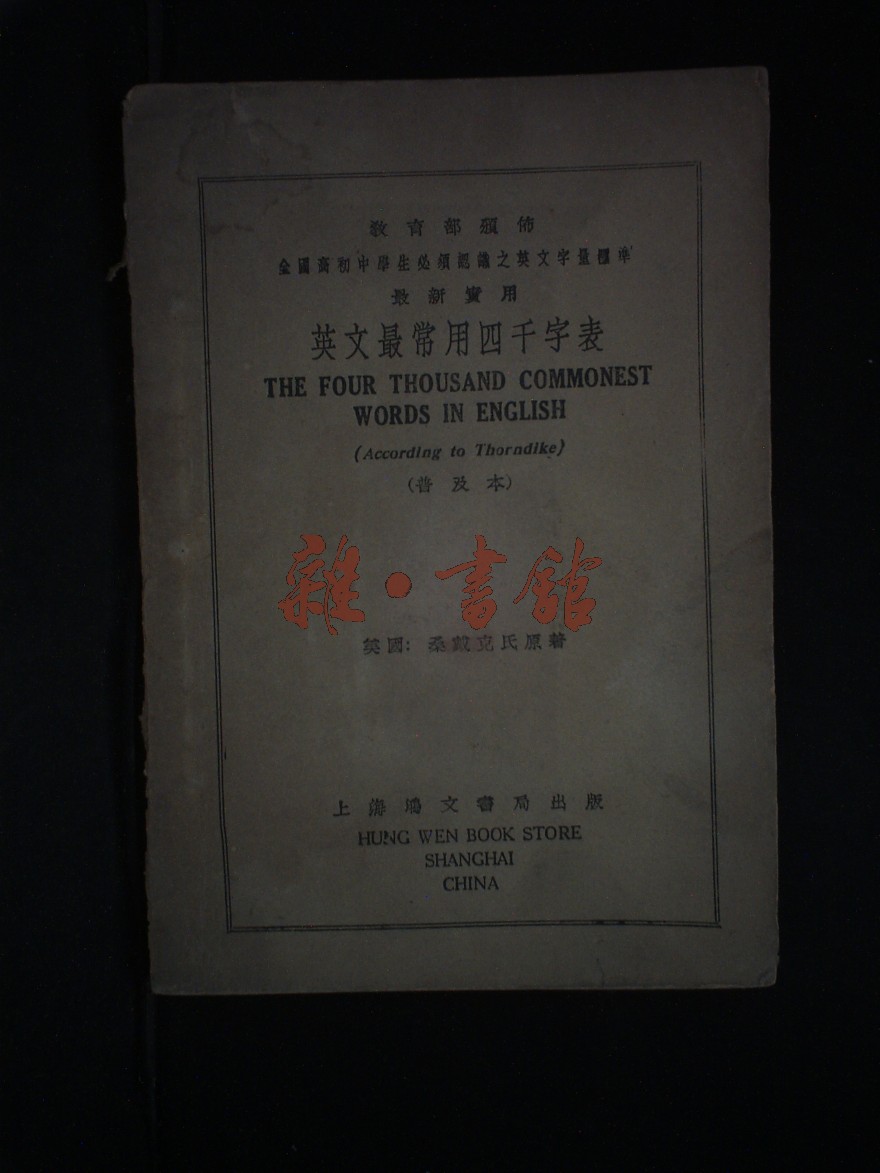 教育部頒佈
全國高初中學生必須認識之英文字量標準
最新實用
英文最常用四千字表
THE FOUR THOUSAND COMMONEST
WORDS IN ENGLISH
(According to Thorndike)
(普及本)
雜·書館
美國：桑戴克氏原著
上海鴻文書局出版
HUNG WEN BOOK STORE
SHANGHAI
CHINA